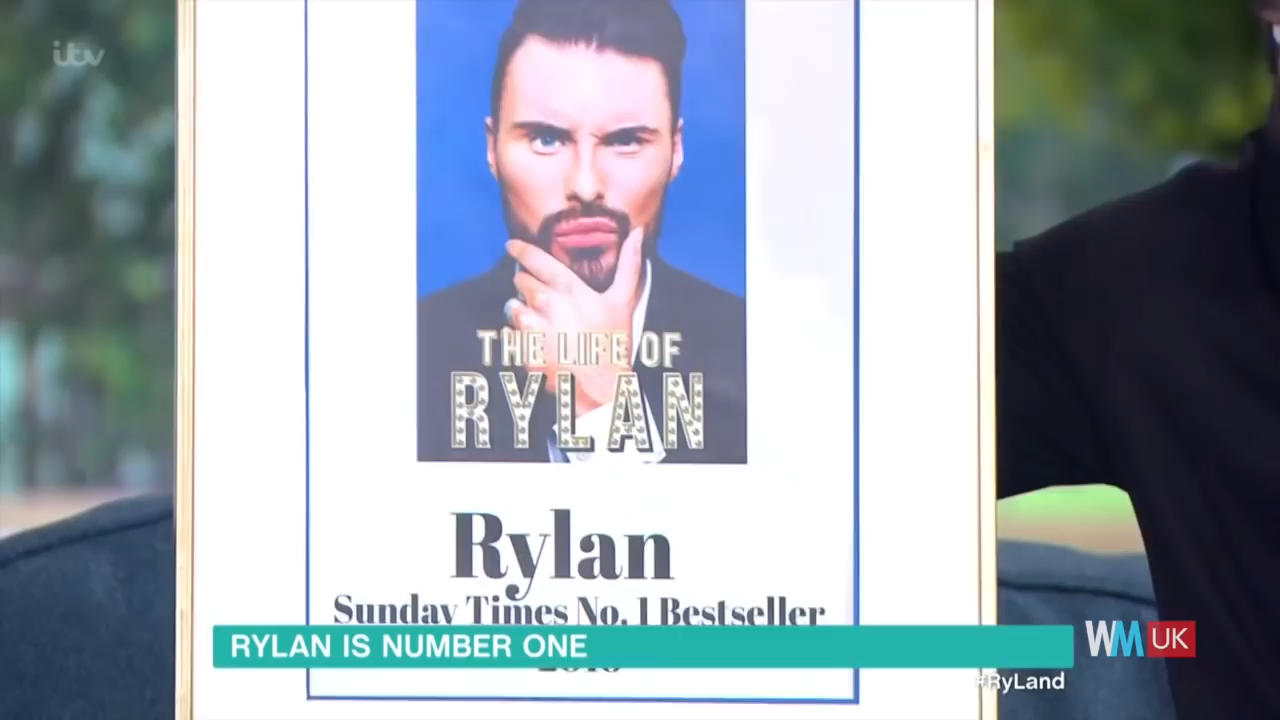 itv
THE LIFE OF
RYLAN
Rylan
Sunday Times No. 1 Bestseller
RYLAN IS NUMBER ONE
WM UK
#RyLand